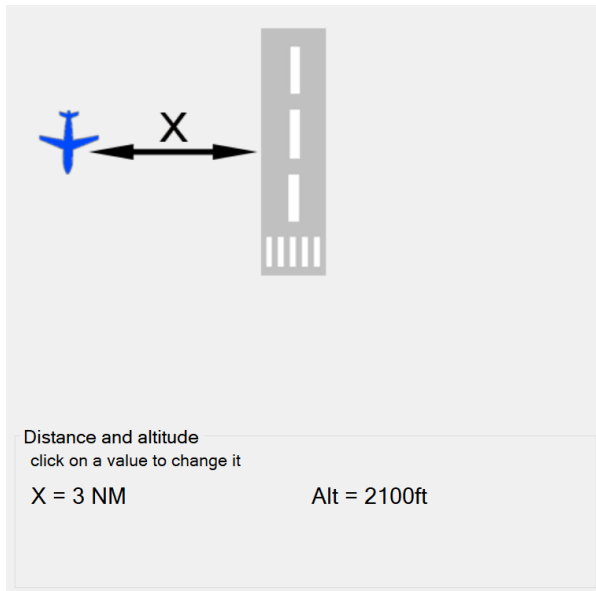 X
Distance and altitude
click on a value to change it
X = 3 NM
Alt = 2100ft